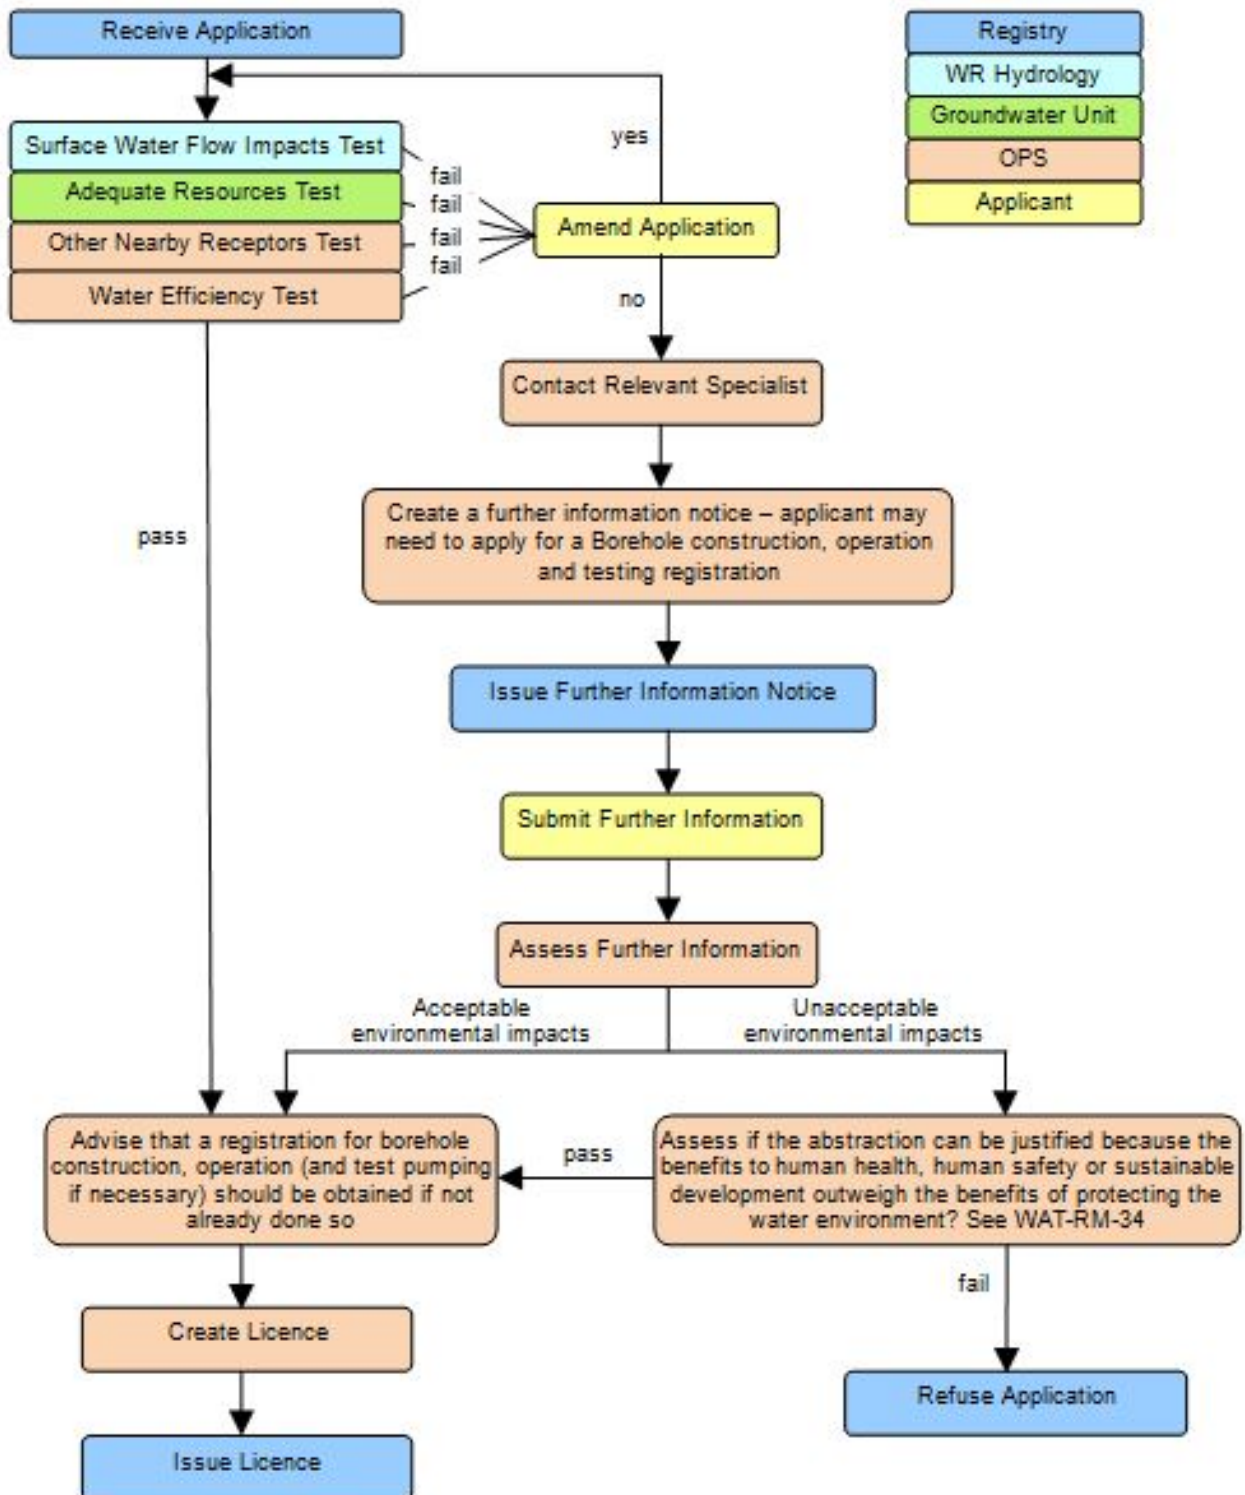 Receive Application
Registry
WR Hydrology
Groundwater Unit
OPS
Applicant
yes
Surface Water Flow Impacts Test
Adequate Resources Test
Other Nearby Receptors Test
Water Efficiency Test
fail
fail
fail
fail
Amend Application
no
Contact Relevant Specialist
pass
Create a further information notice – applicant may
need to apply for a Borehole construction, operation
and testing registration
Issue Further Information Notice
Submit Further Information
Assess Further Information
Acceptable
environmental impacts
Unacceptable
environmental impacts
Advise that a registration for borehole
construction, operation (and test pumping
if necessary) should be obtained if not
already done so
pass
Assess if the abstraction can be justified because the
benefits to human health, human safety or sustainable
development outweigh the benefits of protecting the
water environment? See WAT-RM-34
fail
Create Licence
Refuse Application
Issue Licence